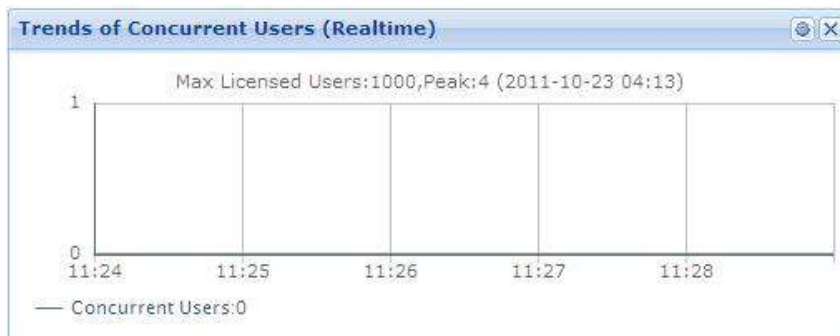 Trends of Concurrent Users (Realtime)
Max Licensed Users:1000,Peak:4 (2011-10-23 04:13)
1
0
11:24 11:25 11:26 11:27 11:28
Concurrent Users:0